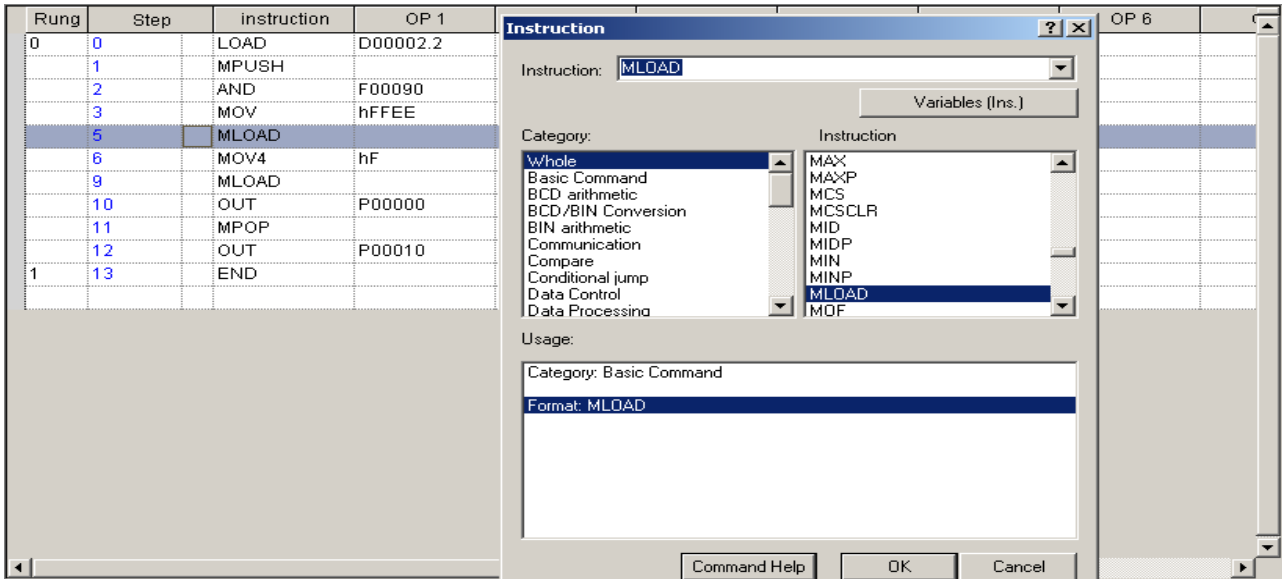 Rung Step instruction OP 1 OP 6
0 0 LOAD D00002.2
1 MPUSH
2 AND F00090
3 MOV hFFEE
5 MLOAD
6 MOV4 hF
9 MLOAD
10 OUT P00000
11 MPOP
12 OUT P00010
1 13 END
Instruction
Instruction: MLOAD
Variables (Ins.)
Category:
Whole
Basic Command
BCD arithmetic
BCD/BIN Conversion
BIN arithmetic
Communication
Compare
Conditional jump
Data Control
Data Processing
Instruction
MAX
MAXP
MCS
MCSCLR
MID
MIDP
MIN
MINP
MLOAD
MOF
Usage:
Category: Basic Command
Format: MLOAD
Command Help OK Cancel